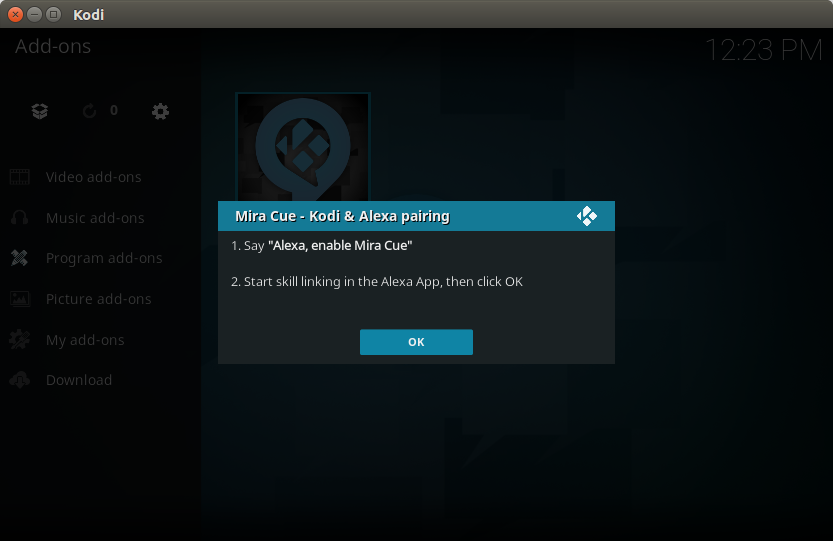 Kodi
Add-ons
12:23 PM
0
Video add-ons
Music add-ons
Program add-ons
Picture add-ons
My add-ons
Download
Mira Cue - Kodi & Alexa pairing
1. Say "Alexa, enable Mira Cue"
2. Start skill linking in the Alexa App, then click OK
OK